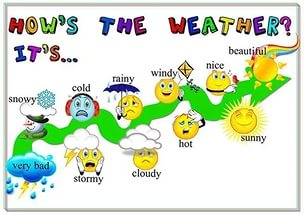 HOW'S THE WEATHER?
IT'S...
beautiful
nice
windy
rainy
cold
snowy
sunny
hot
cloudy
stormy
very bad